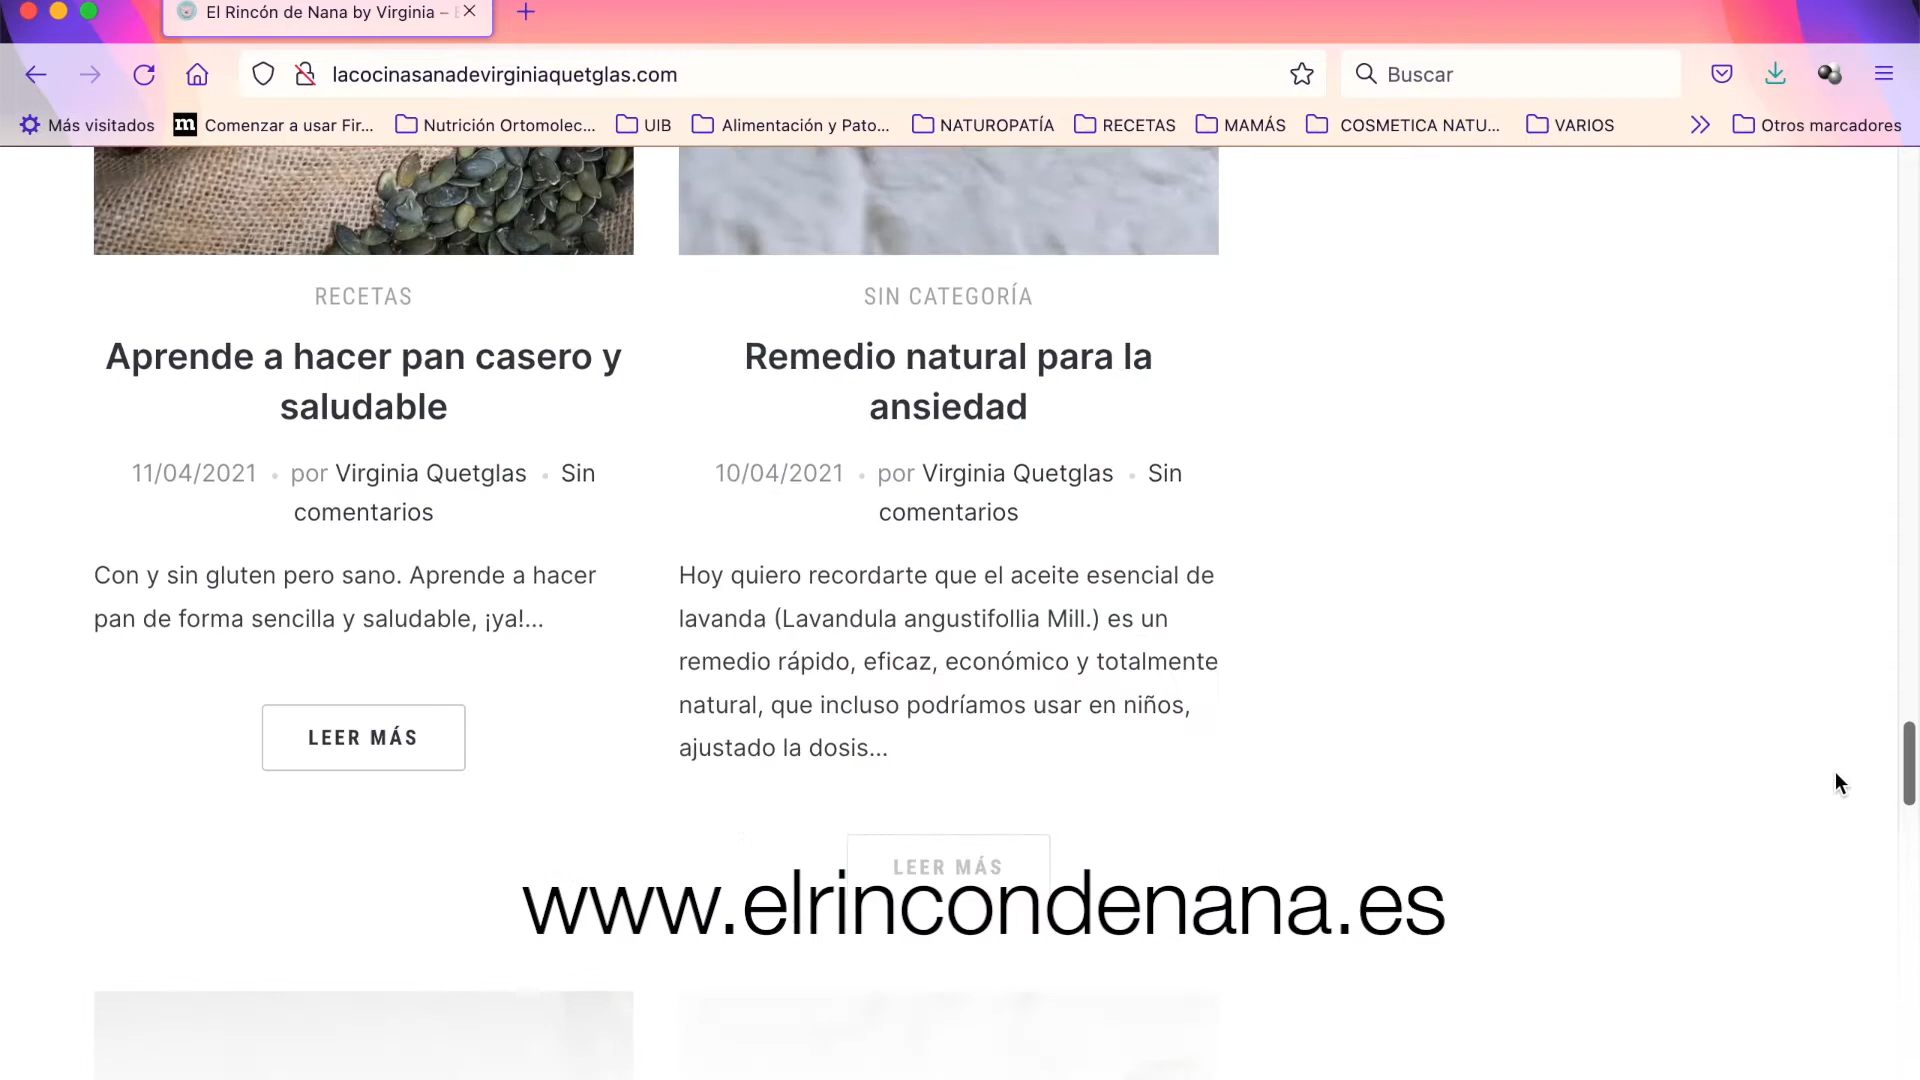 El Rincón de Nana by Virginia –
lacocinasanadevirginiaquetglas.com
Buscar
Más visitados
m
Comenzar a usar Fir...
Nutrición Ortomolec...
UIB
Alimentación y Pato...
NATUROPATÍA
RECETAS
MAMÁS
COSMETICA NATU...
VARIOS
Otros marcadores
RECETAS
Aprende a hacer pan casero y
saludable
11/04/2021 • por Virginia Quetglas • Sin
comentarios
Con y sin gluten pero sano. Aprende a hacer
pan de forma sencilla y saludable, ¡ya!...
LEER MÁS
SIN CATEGORÍA
Remedio natural para la
ansiedad
10/04/2021 • por Virginia Quetglas • Sin
comentarios
Hoy quiero recordarte que el aceite esencial de
lavanda (Lavandula angustifollia Mill.) es un
remedio rápido, eficaz, económico y totalmente
natural, que incluso podríamos usar en niños,
ajustado la dosis...
LEER MÁS
www.elrincondenana.es